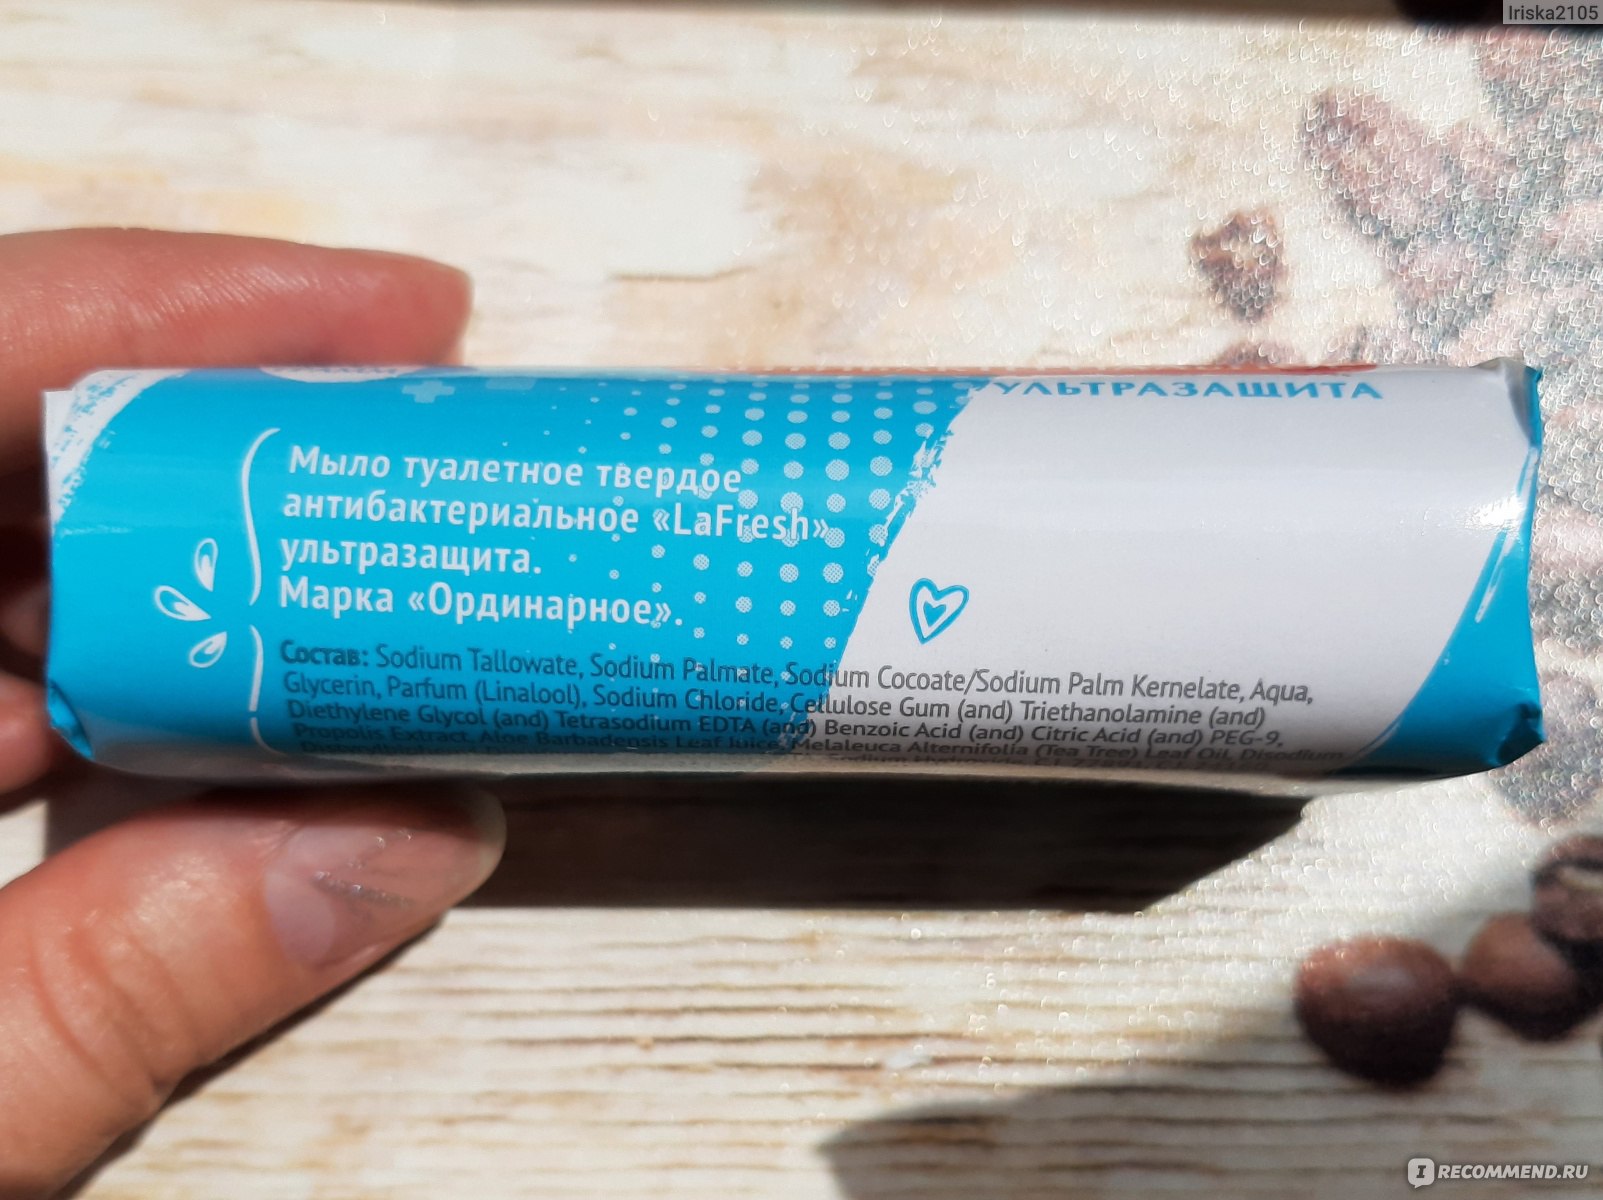 Iriska2105
УЛЬТРАЗАЩИТА
Мыло туалетное твердое
антибактериальное «LaFresh»
ультразащита.
Марка «Ординарное».
Состав: Sodium Tallowate, Sodium Palmate, Sodium Cocoate/Sodium Palm Kernelate, Aqua,
Glycerin, Parfum (Linalool), Sodium Chloride, Cellulose Gum (and) Triethanolamine (and)
Diethylene Glycol (and) Tetrasodium EDTA (and) Benzoic Acid (and) Citric Acid (and) PEG-9,
Propolis Extract, Aloe Barbadensis Leaf Juice, Melaleuca Alternifolia (Tea Tree) Leaf Oil, Disodium
IRECOMMEND.RU